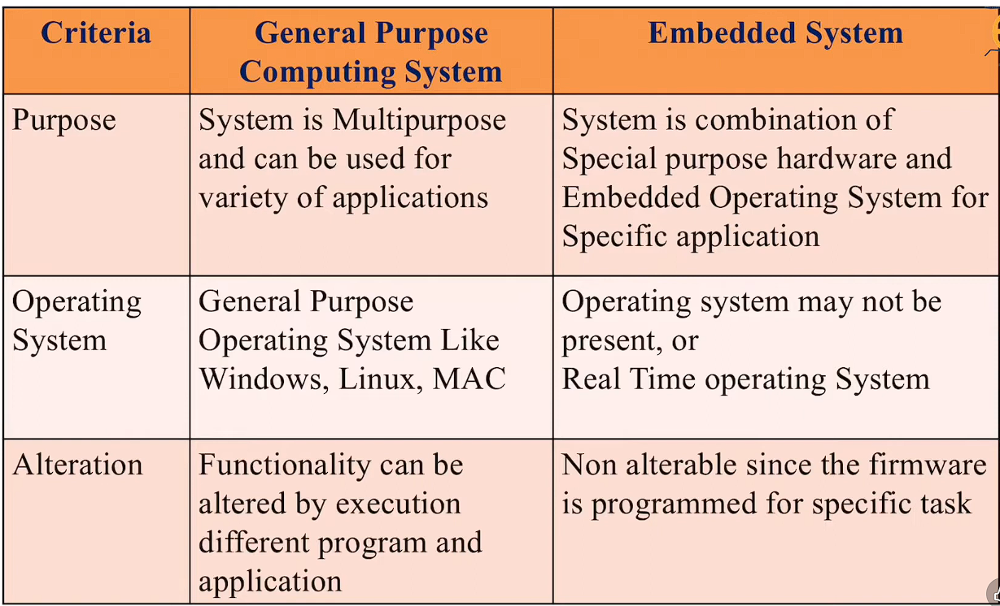 Criteria
General Purpose
Computing System
Embedded System
Purpose
System is Multipurpose
and can be used for
variety of applications
System is combination of
Special purpose hardware and
Embedded Operating System for
Specific application
Operating
System
General Purpose
Operating System Like
Windows, Linux, MAC
Operating system may not be
present, or
Real Time operating System
Alteration
Functionality can be
altered by execution
different program and
application
Non alterable since the firmware
is programmed for specific task